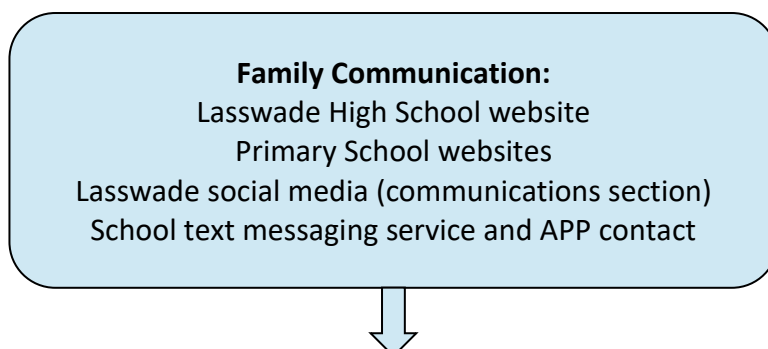 Family Communication:
Lasswade High School website
Primary School websites
Lasswade social media (communications section)
School text messaging service and APP contact